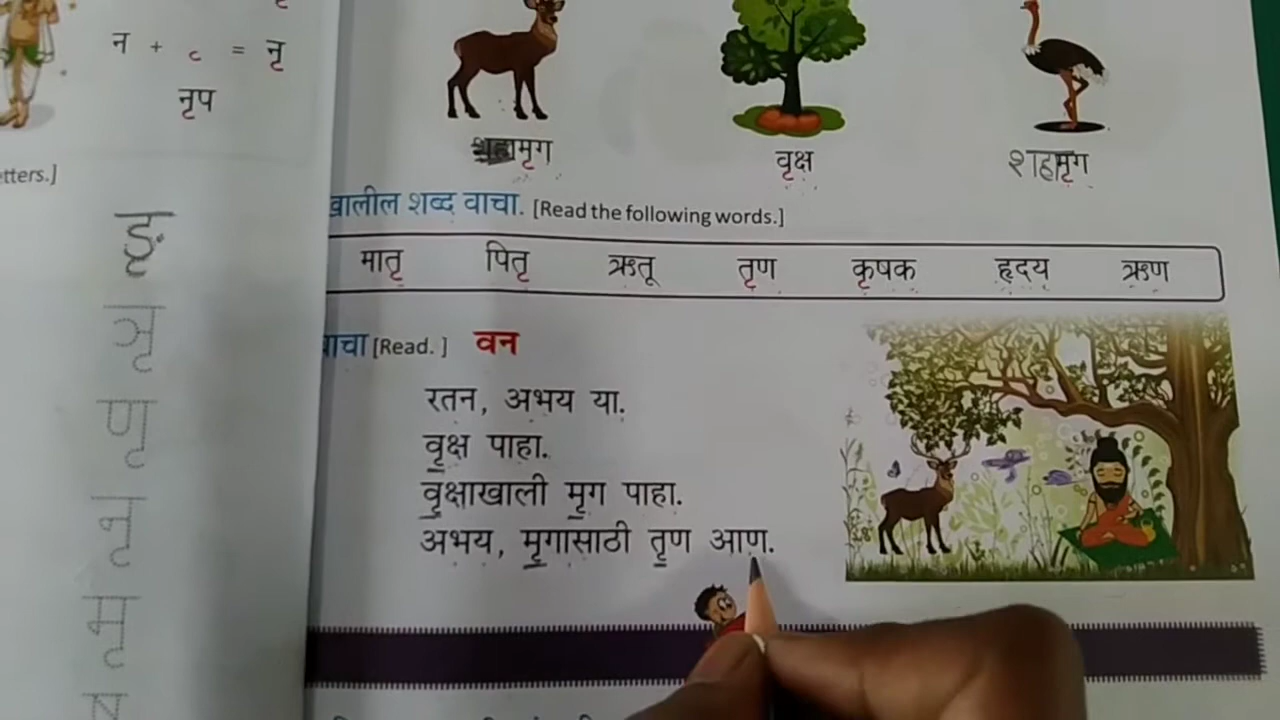 न + ृ = नृ
नृप
etters.]
ङृ
ञृ
णृ
नृ
मृ
मृग
वृक्ष
शहामृग
खालील शब्द वाचा. [Read the following words.]
मातृ पितृ ऋतू तृण कृषक हृदय ऋण
वाचा [Read. ] वन
रतन, अभय या.
वृक्ष पाहा.
वृक्षाखाली मृग पाहा.
अभय, मृगासाठी तृण आण.